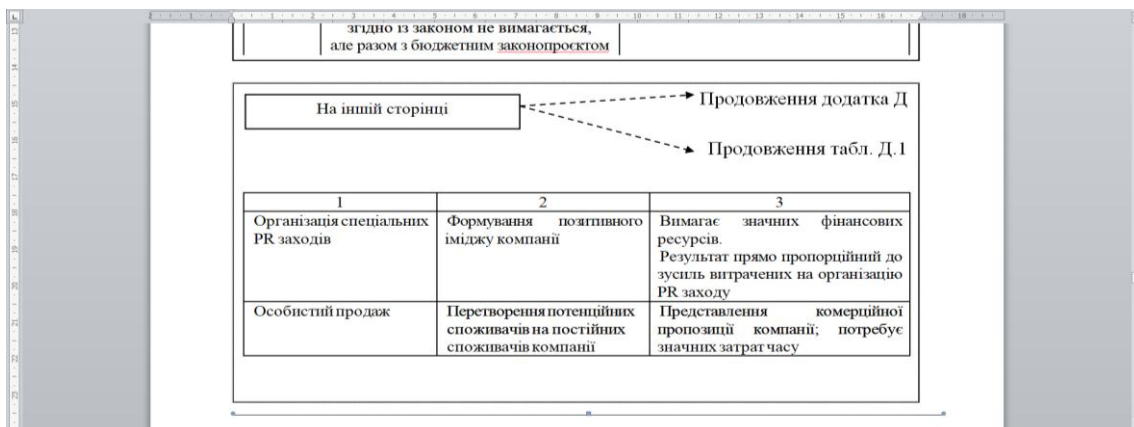 згідно із законом не вимагається,
але разом з бюджетним законопроєктом
На іншій сторінці
Продовження додатка Д
Продовження табл. Д.1
1 2 3
Організація спеціальних PR заходів
Формування позитивного іміджу компанії
Вимагає значних фінансових ресурсів.
Результат прямо пропорційний до зусиль витрачених на організацію PR заходу
Особистий продаж
Перетворення потенційних споживачів на постійних споживачів компанії
Представлення комерційної пропозиції компанії; потребує значних затрат часу